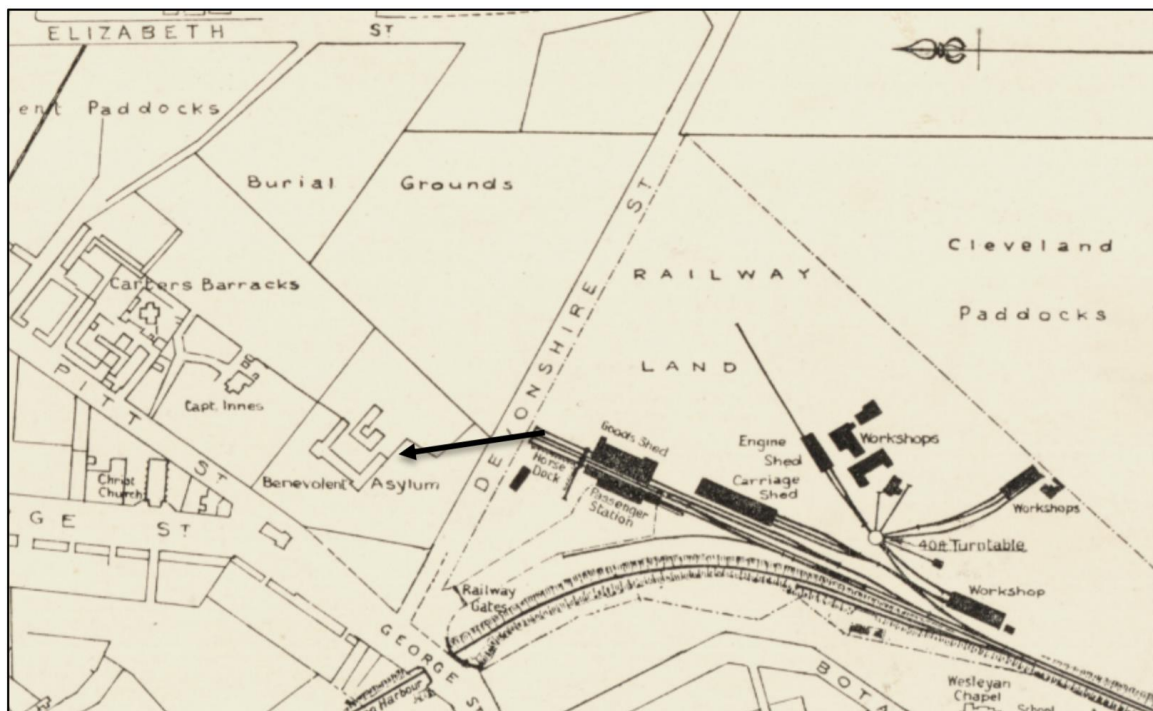 ELIZABETH ST
ent Paddocks
Burial Grounds
DEVONSHIRE ST
RAILWAY
LAND
Cleveland
Paddocks
Carters Barracks
PITT ST
Capt. Innes
Christ
Church
GE ST
Benevolent Asylum
Horse
Dock
Goods Shed
Passenger
Station
Engine
Shed
Carriage
Shed
Workshops
Workshops
40ft Turntable
Workshop
Railway
Gates
GEORGE ST
Harbour
BOTA
Wesleyan
Chapel
School